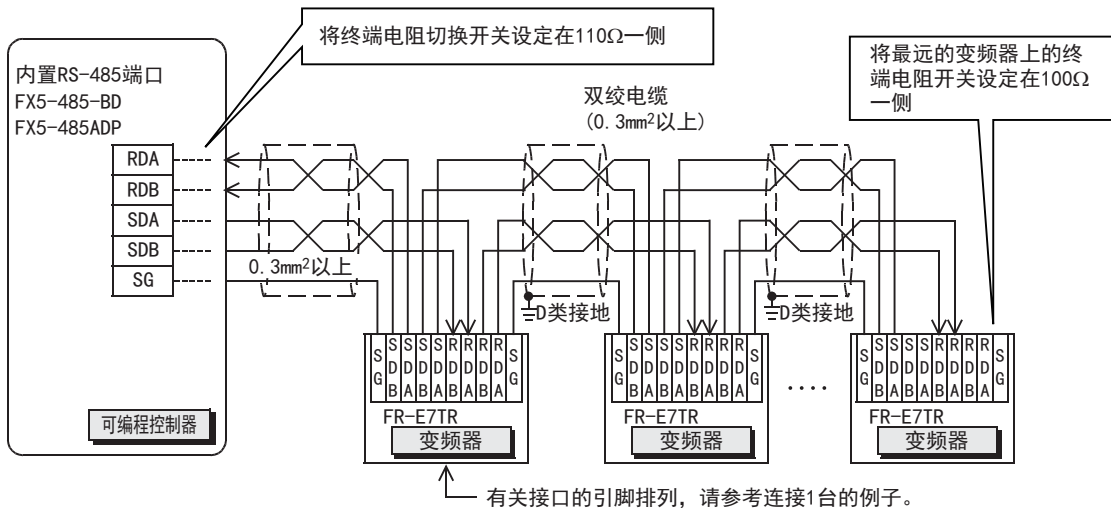 将终端电阻切换开关设定在110Ω一侧
将最远的变频器上的终
端电阻开关设定在100Ω
一侧
内置RS-485端口
FX5-485-BD
FX5-485ADP
双绞电缆
(0.3mm²以上)
RDA
RDB
SDA
SDB
SG
0.3mm²以上
D类接地
D类接地
SG SDB SDA SDB SDA RDB RDA RDB RDA SG
SG SDB SDA SDB SDA RDB RDA RDB RDA SG
SG SDB SDA SDB SDA RDB RDA RDB RDA SG
....
FR-E7TR
FR-E7TR
FR-E7TR
可编程控制器
变频器
变频器
变频器
有关接口的引脚排列，请参考连接1台的例子。